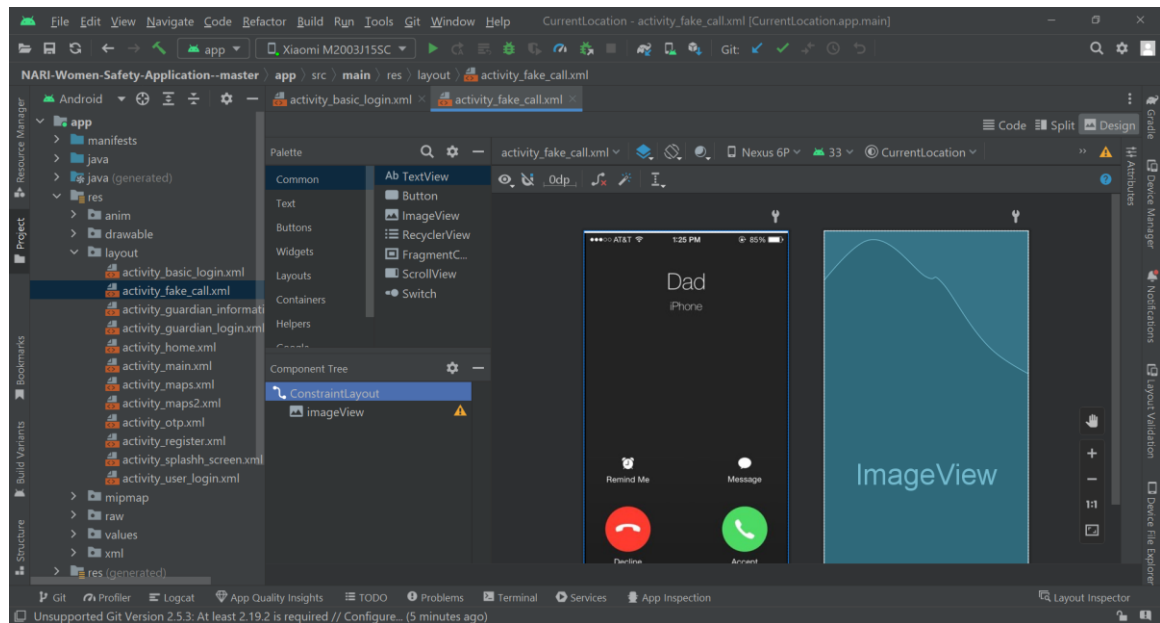 File Edit View Navigate Code Refactor Build Run Tools Git Window Help CurrentLocation - activity_fake_call.xml [CurrentLocation.app.main]
app Xiaomi M2003J15SC Git:
NARI-Women-Safety-Application--master app src main res layout activity_fake_call.xml
Android activity_basic_login.xml activity_fake_call.xml
Code Split Design
Resource Manager
Project
Bookmarks
Build Variants
Structure
app
manifests
java
java (generated)
res
anim
drawable
layout
activity_basic_login.xml
activity_fake_call.xml
activity_guardian_informati
activity_guardian_login.xml
activity_home.xml
activity_main.xml
activity_maps.xml
activity_maps2.xml
activity_otp.xml
activity_register.xml
activity_splashh_screen.xml
activity_user_login.xml
mipmap
raw
values
xml
res (generated)
Palette
Common
Text
Buttons
Widgets
Layouts
Containers
Helpers
Google
Ab TextView
Button
ImageView
RecyclerView
FragmentC...
ScrollView
Switch
Component Tree
ConstraintLayout
imageView
activity_fake_call.xml Nexus 6P 33 CurrentLocation
0dp
AT&T 1:25 PM 85%
Dad
iPhone
Remind Me Message
Decline Accept
ImageView
1:1
Gradle
Device Manager
Attributes
Notifications
Layout Validation
Device File Explorer
Git Profiler Logcat App Quality Insights TODO Problems Terminal Services App Inspection Layout Inspector
Unsupported Git Version 2.5.3: At least 2.19.2 is required // Configure... (5 minutes ago)